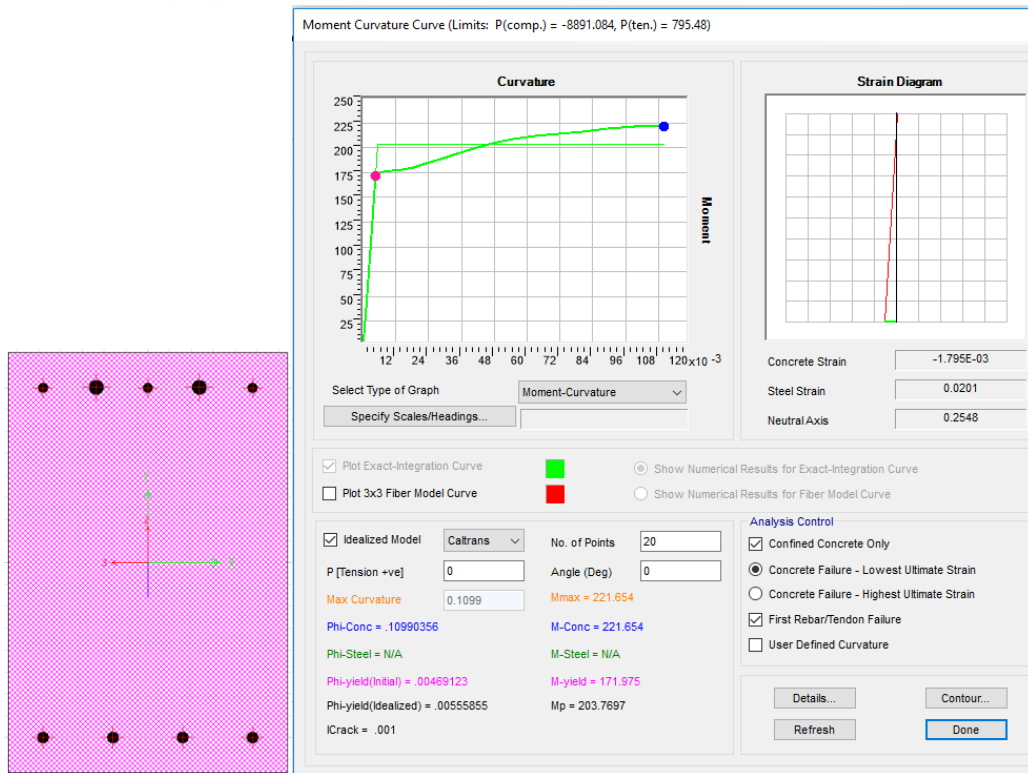 Moment Curvature Curve (Limits:  P(comp.) = -8891.084, P(ten.) = 795.48)
Curvature
250
225
200
175
150
125
100
75
50
25
12 24 36 48 60 72 84 96 108 120 x10 -3
Moment
Select Type of Graph
Moment-Curvature
Specify Scales/Headings...
Strain Diagram
Concrete Strain
-1.795E-03
Steel Strain
0.0201
Neutral Axis
0.2548
Plot Exact-Integration Curve
Show Numerical Results for Exact-Integration Curve
Plot 3x3 Fiber Model Curve
Show Numerical Results for Fiber Model Curve
Idealized Model
Caltrans
No. of Points
20
P [Tension +ve]
0
Angle (Deg)
0
Max Curvature
0.1099
Mmax = 221.654
Phi-Conc = .10990356
M-Conc = 221.654
Phi-Steel = N/A
M-Steel = N/A
Phi-yield(Initial) = .00469123
M-yield = 171.975
Phi-yield(Idealized) = .00555855
Mp = 203.7697
ICrack = .001
Analysis Control
Confined Concrete Only
Concrete Failure - Lowest Ultimate Strain
Concrete Failure - Highest Ultimate Strain
First Rebar/Tendon Failure
User Defined Curvature
Details...
Contour...
Refresh
Done
Y
2
3
X